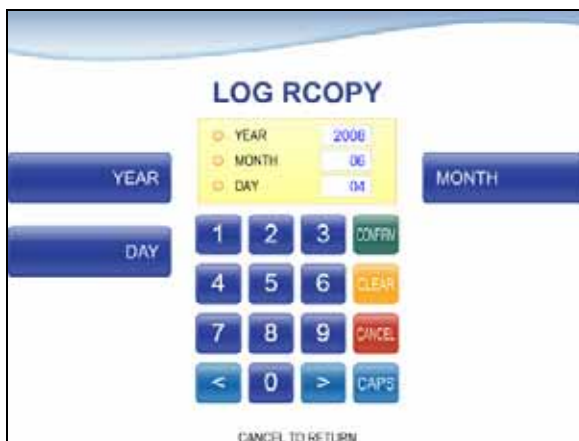 LOG RCOPY
YEAR 2008
MONTH 06
DAY 04
YEAR
MONTH
DAY
1 2 3 CONFIRM
4 5 6 CLEAR
7 8 9 CANCEL
< 0 > CAPS
CANCEL TO RETURN